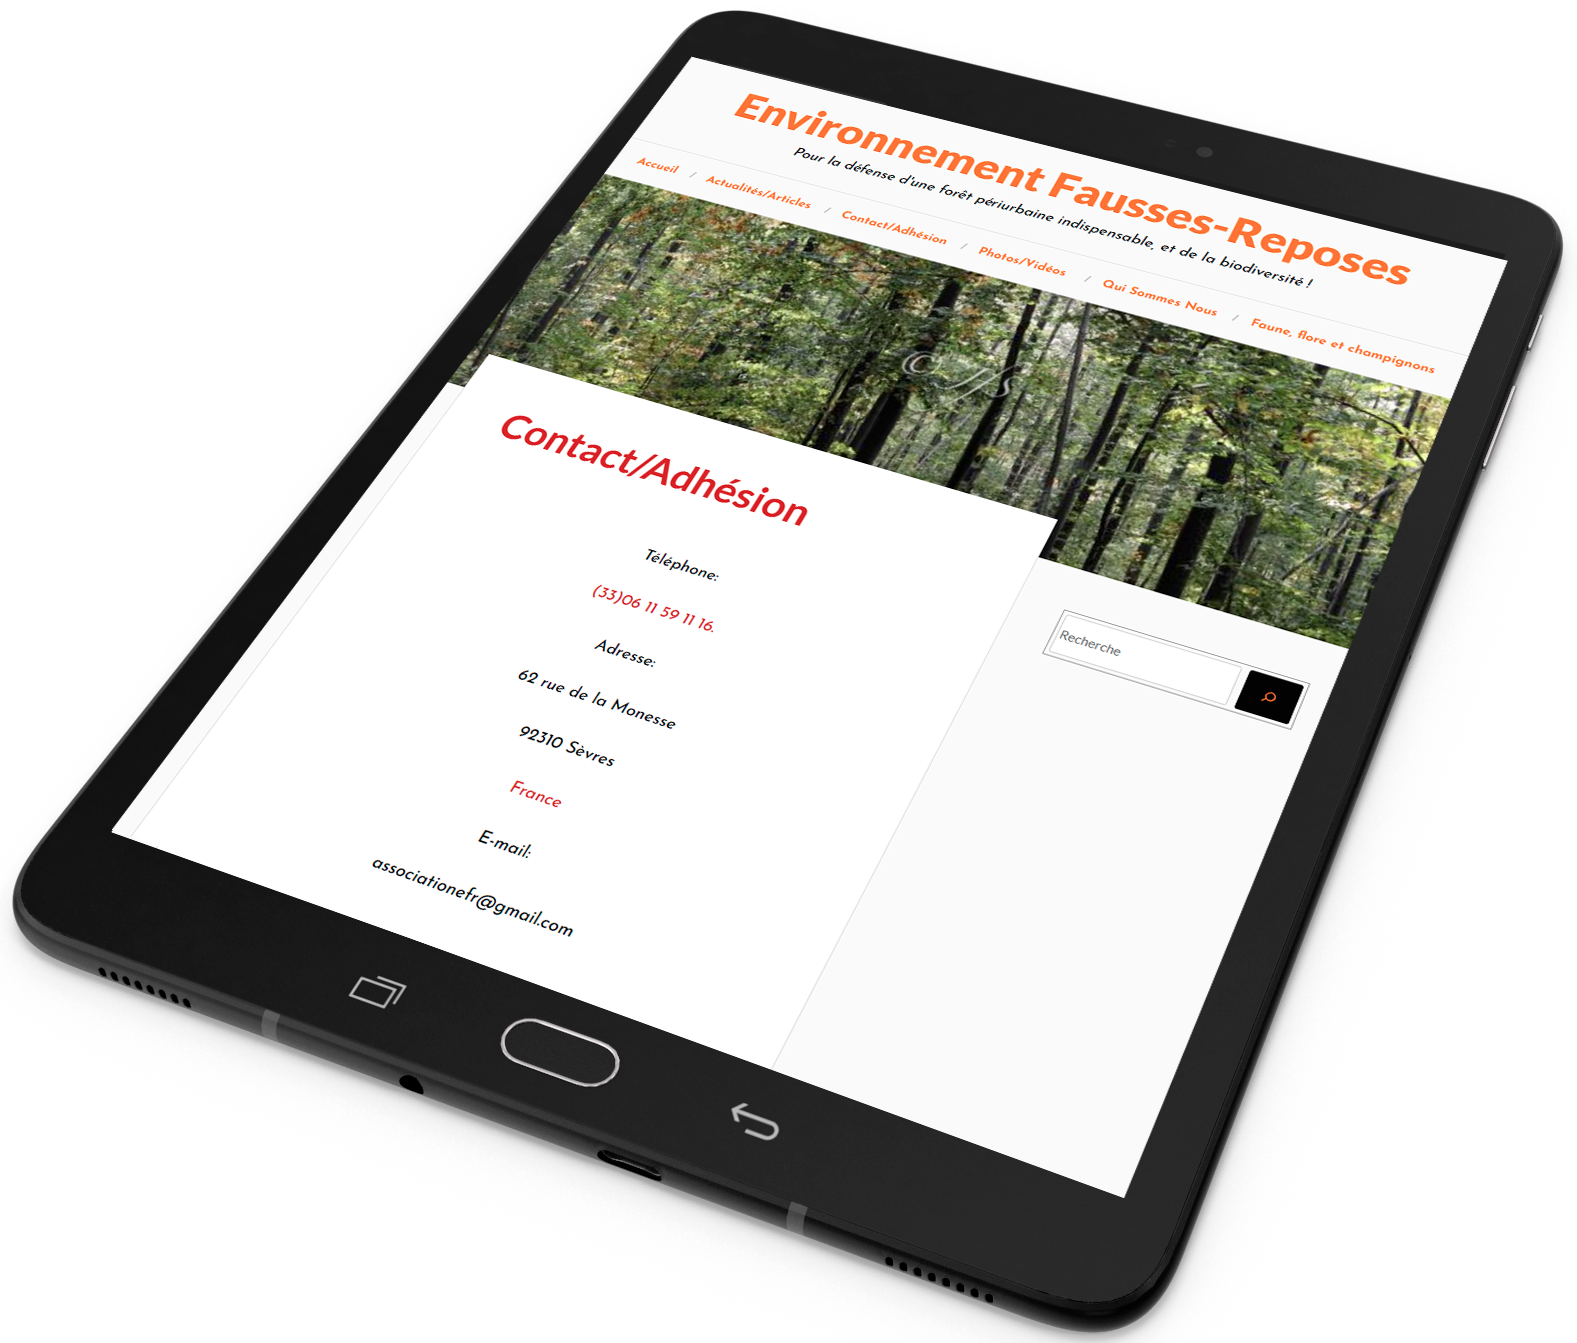 Environnement Fausses-Reposes
Pour la défense d'une forêt périurbaine indispensable, et de la biodiversité !
Accueil / Actualités/Articles / Contact/Adhésion / Photos/Vidéos / Qui Sommes Nous / Faune, flore et champignons
Contact/Adhésion
Téléphone:
(33)06 11 59 11 16.
Adresse:
62 rue de la Monesse
92310 Sèvres
France
E-mail:
associationefr@gmail.com
Recherche